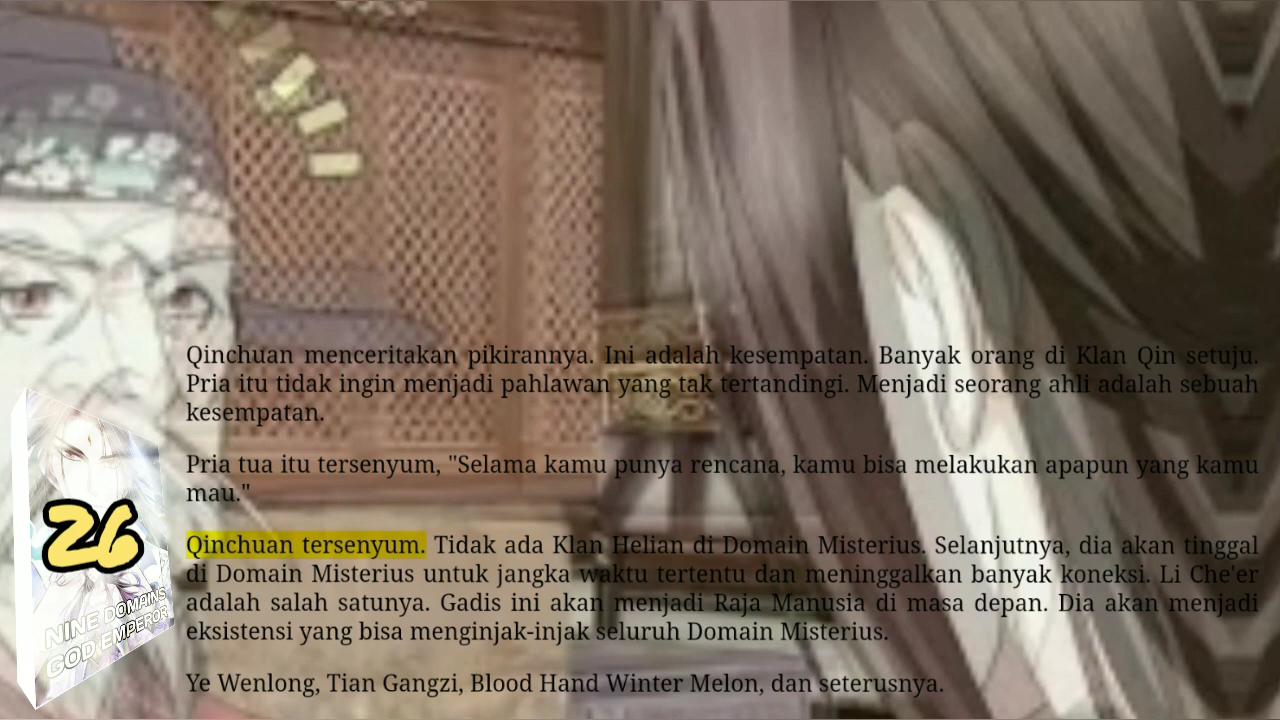 Qinchuan menceritakan pikirannya. Ini adalah kesempatan. Banyak orang di Klan Qin setuju.
Pria itu tidak ingin menjadi pahlawan yang tak tertandingi. Menjadi seorang ahli adalah sebuah
kesempatan.
Pria tua itu tersenyum, "Selama kamu punya rencana, kamu bisa melakukan apapun yang kamu
mau."
Qinchuan tersenyum. Tidak ada Klan Helian di Domain Misterius. Selanjutnya, dia akan tinggal
di Domain Misterius untuk jangka waktu tertentu dan meninggalkan banyak koneksi. Li Che'er
adalah salah satunya. Gadis ini akan menjadi Raja Manusia di masa depan. Dia akan menjadi
eksistensi yang bisa menginjak-injak seluruh Domain Misterius.
Ye Wenlong, Tian Gangzi, Blood Hand Winter Melon, dan seterusnya.
26
NINE DOMAINS
GOD EMPEROR